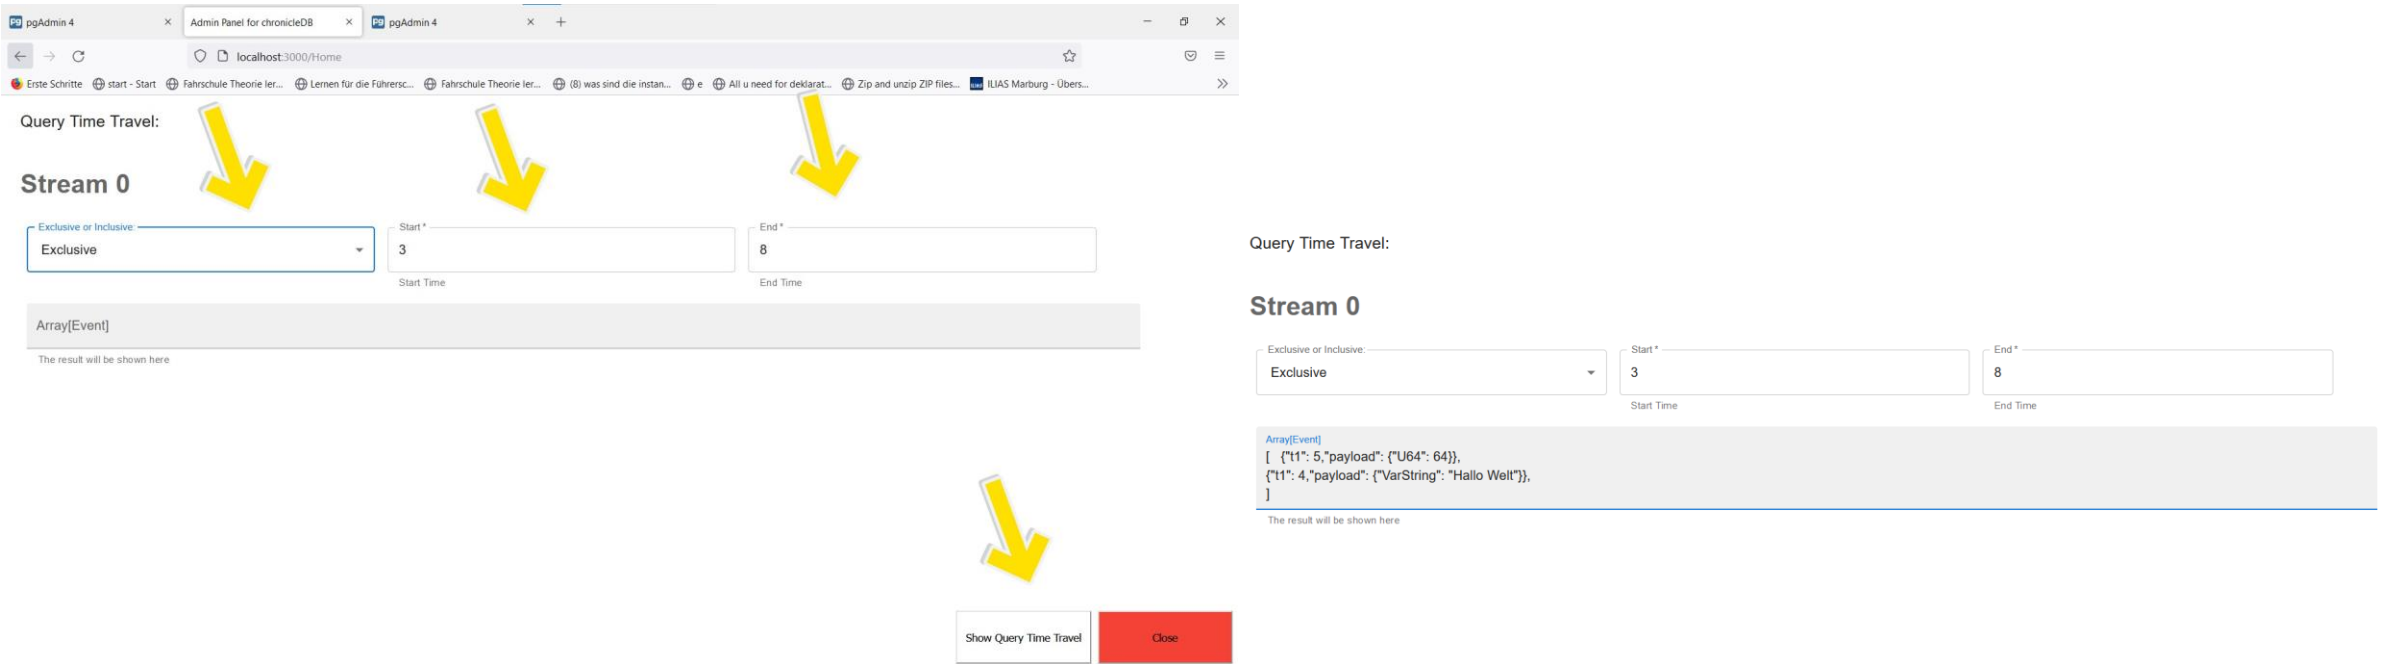 pgAdmin 4
Admin Panel for chronicleDB
pgAdmin 4
localhost:3000/Home
Erste Schritte
start - Start
Fahrschule Theorie ler...
Lernen für die Führersc...
Fahrschule Theorie ler...
(8) was sind die instan...
e
All u need for deklarat...
Zip and unzip ZIP files...
ILIAS Marburg - Übers...
Query Time Travel:
Stream 0
Exclusive or Inclusive:
Exclusive
Start *
3
Start Time
End *
8
End Time
Array[Event]
The result will be shown here
Show Query Time Travel
Close
Query Time Travel:
Stream 0
Exclusive or Inclusive:
Exclusive
Start *
3
Start Time
End *
8
End Time
Array[Event]
[ {"t1": 5,"payload": {"U64": 64}},
{"t1": 4,"payload": {"VarString": "Hallo Welt"}},
]
The result will be shown here